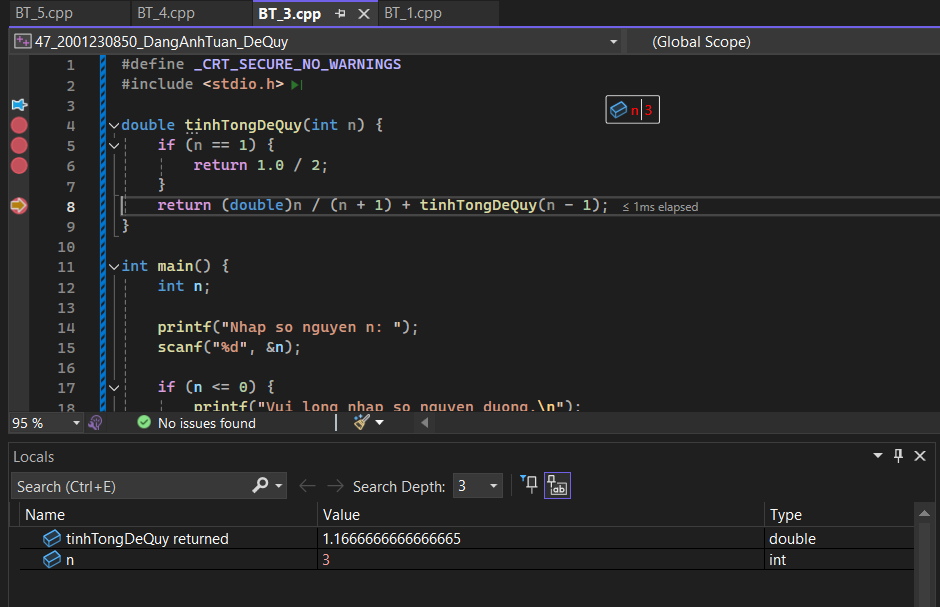 BT_5.cpp BT_4.cpp BT_3.cpp BT_1.cpp
47_2001230850_DangAnhTuan_DeQuy (Global Scope)
1 #define _CRT_SECURE_NO_WARNINGS
2 #include <stdio.h>
3
n 3
4 double tinhTongDeQuy(int n) {
5 if (n == 1) {
6 return 1.0 / 2;
7 }
8 return (double)n / (n + 1) + tinhTongDeQuy(n - 1); ≤ 1ms elapsed
9 }
10
11 int main() {
12 int n;
13
14 printf("Nhap so nguyen n: ");
15 scanf("%d", &n);
16
17 if (n <= 0) {
18 printf("Vui long nhap so nguyen duong.\n");
95 % No issues found
Locals
Search (Ctrl+E) Search Depth: 3
Name Value Type
tinhTongDeQuy returned 1.1666666666666665 double
n 3 int